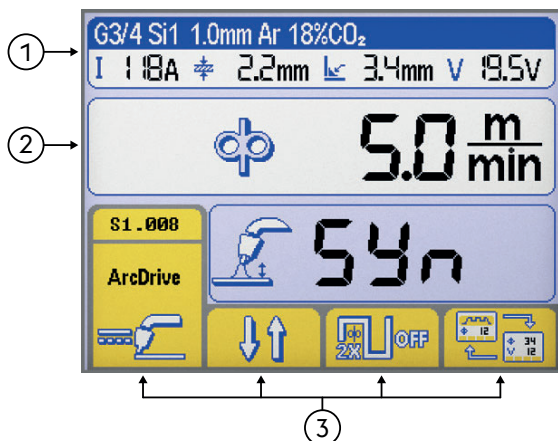 G3/4 Si1 1.0mm Ar 18%CO₂
1
I 118A 2.2mm 3.4mm V 19.5V
2
5.0 m/min
S1.008
Syn
ArcDrive
2X OFF
12
34
V 12
3